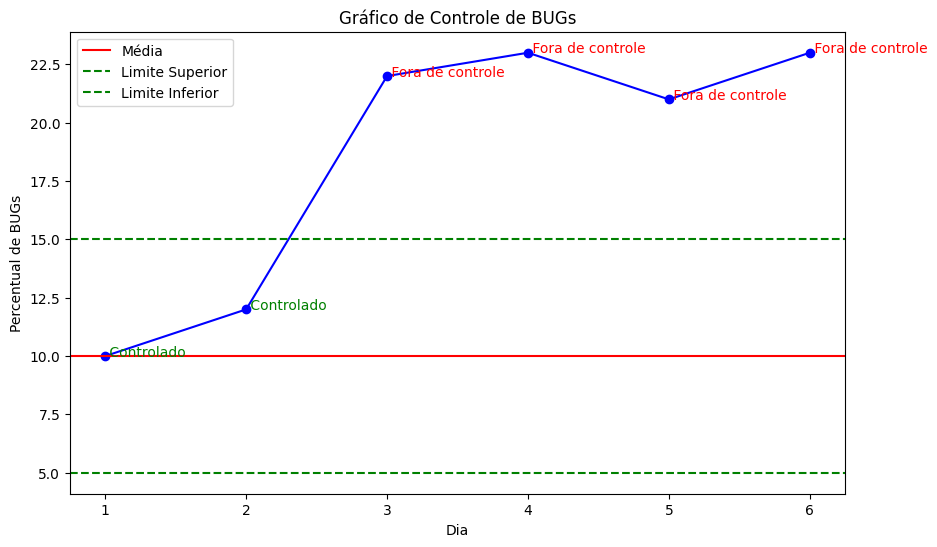 Gráfico de Controle de BUGs
Média
Limite Superior
Limite Inferior
Fora de controle
Fora de controle
Fora de controle
Fora de controle
Controlado
Controlado
Percentual de BUGs
22.5
20.0
17.5
15.0
12.5
10.0
7.5
5.0
1 2 3 4 5 6
Dia